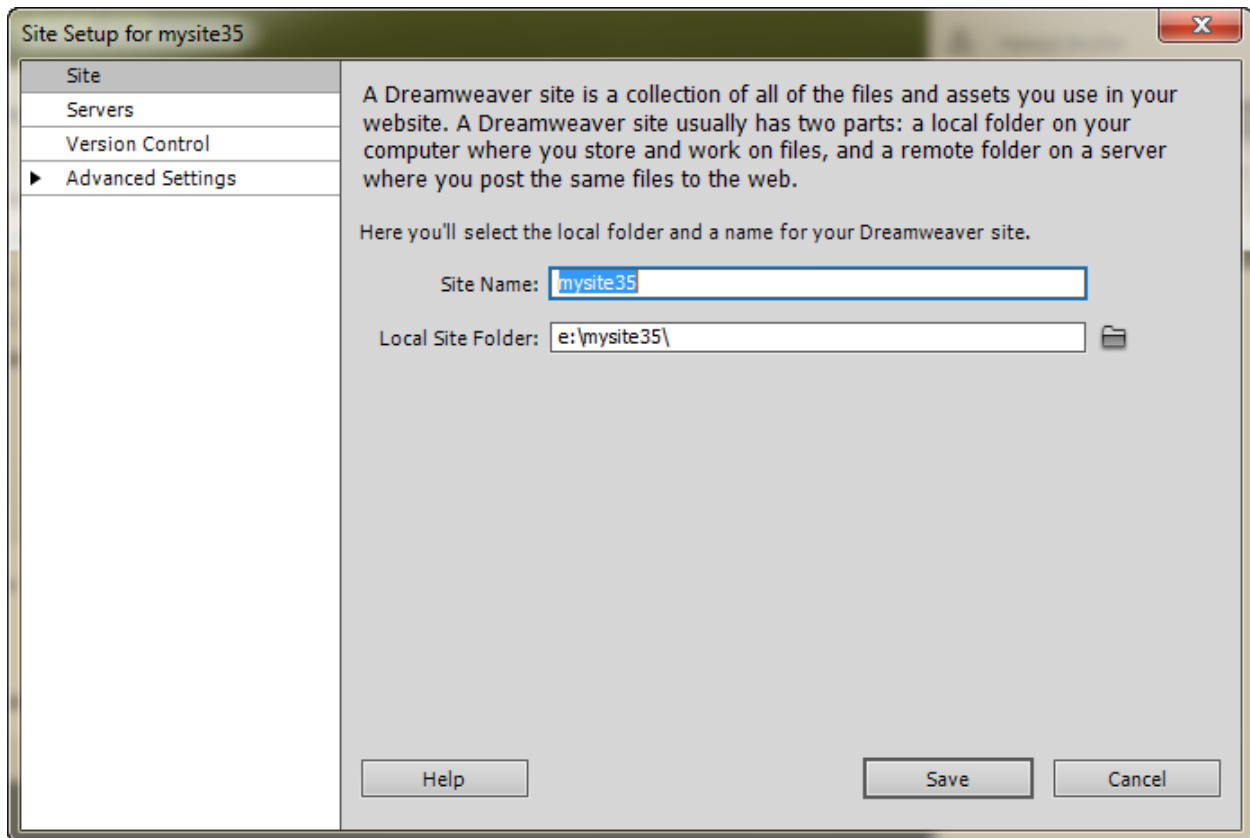 Site Setup for mysite35
Site
Servers
Version Control
Advanced Settings
A Dreamweaver site is a collection of all of the files and assets you use in your
website. A Dreamweaver site usually has two parts: a local folder on your
computer where you store and work on files, and a remote folder on a server
where you post the same files to the web.
Here you'll select the local folder and a name for your Dreamweaver site.
Site Name: mysite35
Local Site Folder: e:\mysite35\
Help Save Cancel